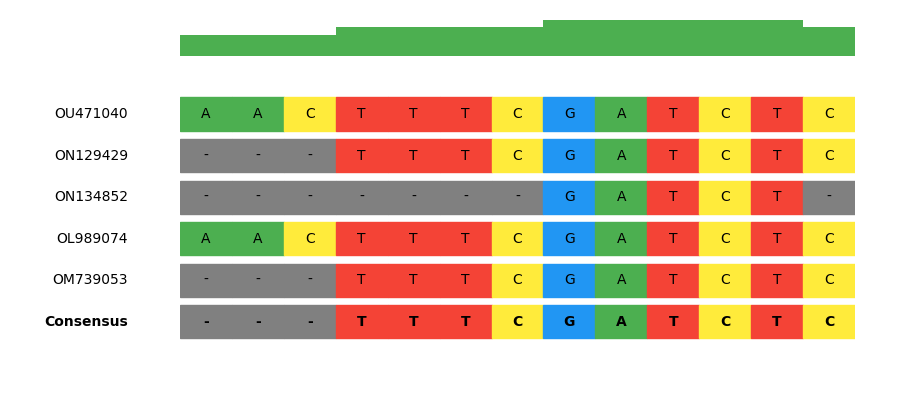 OU471040 A A C T T T C G A T C T C
ON129429 - - - T T T C G A T C T C
ON134852 - - - - - - - G A T C T -
OL989074 A A C T T T C G A T C T C
OM739053 - - - T T T C G A T C T C
Consensus - - - T T T C G A T C T C